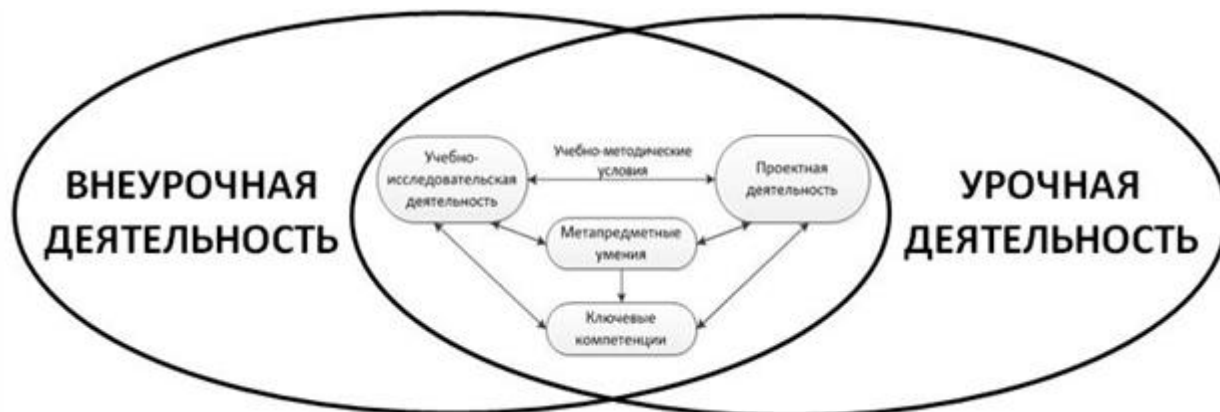 ВНЕУРОЧНАЯ
ДЕЯТЕЛЬНОСТЬ
Учебно-
исследовательская
деятельность
Учебно-методические
условия
Проектная
деятельность
Метапредметные
умения
Ключевые
компетенции
УРОЧНАЯ
ДЕЯТЕЛЬНОСТЬ